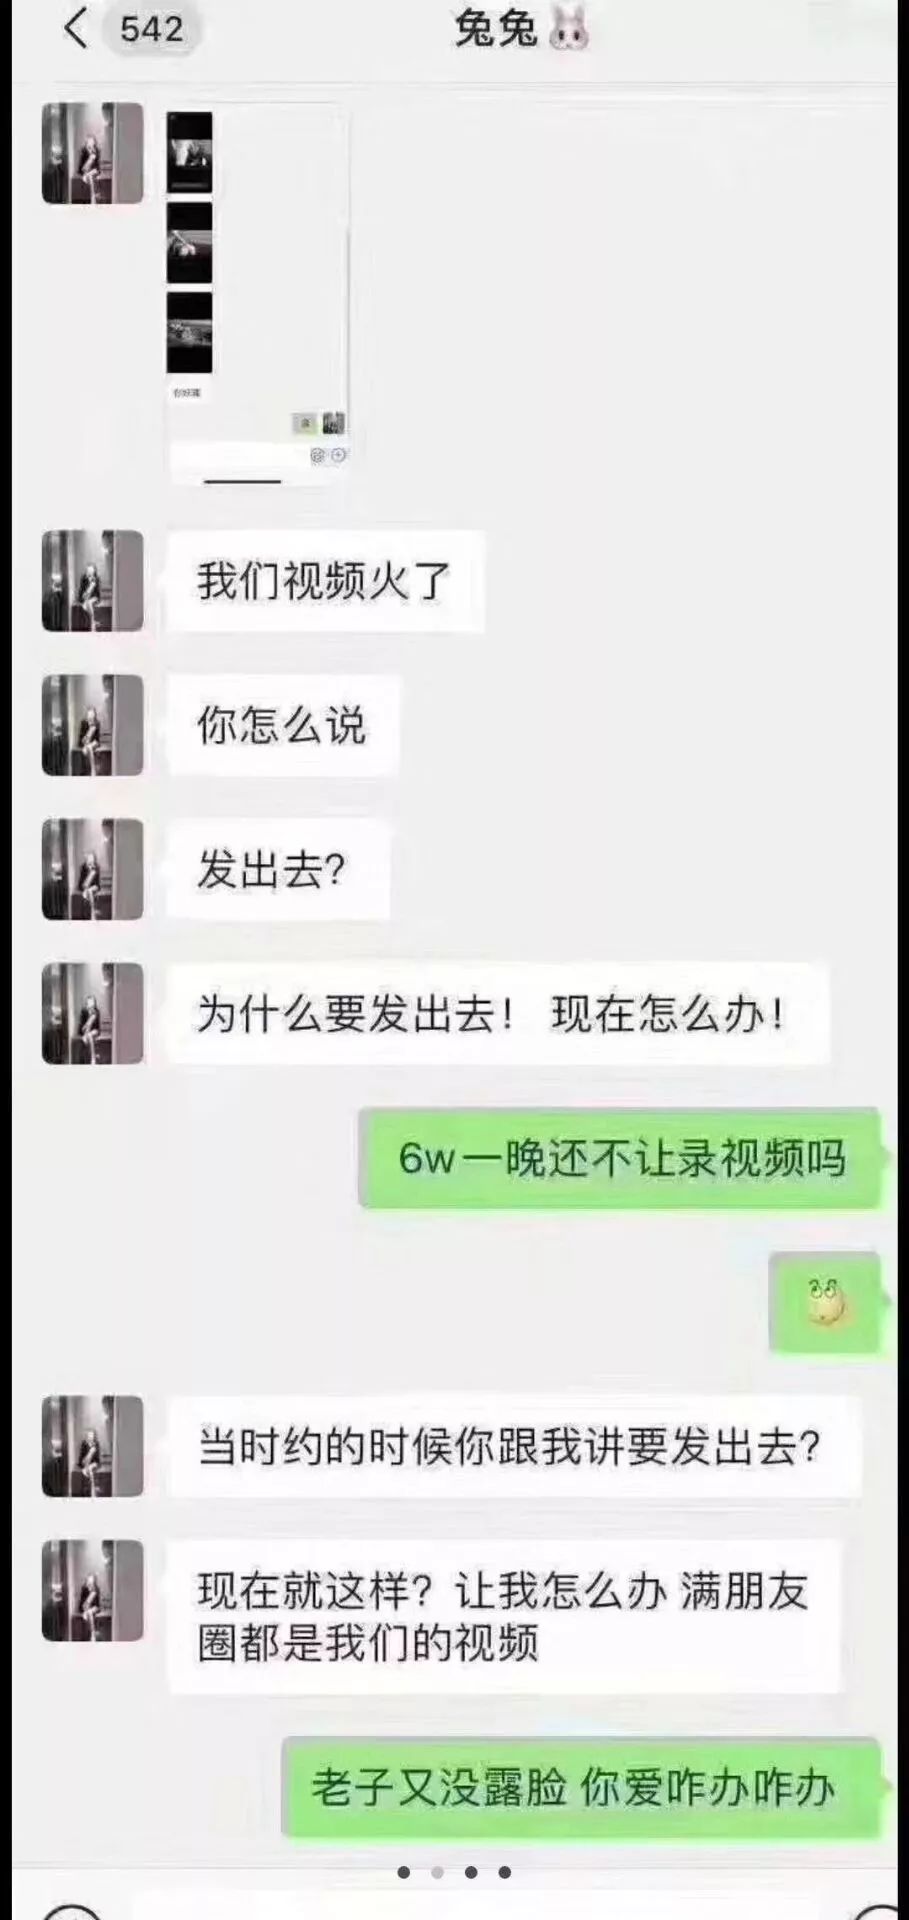 542
兔兔
我们视频火了
你怎么说
发出去?
为什么要发出去! 现在怎么办!
6w一晚还不让录视频吗
当时约的时候你跟我讲要发出去?
现在就这样? 让我怎么办 满朋友
圈都是我们的视频
老子又没露脸 你爱咋办咋办